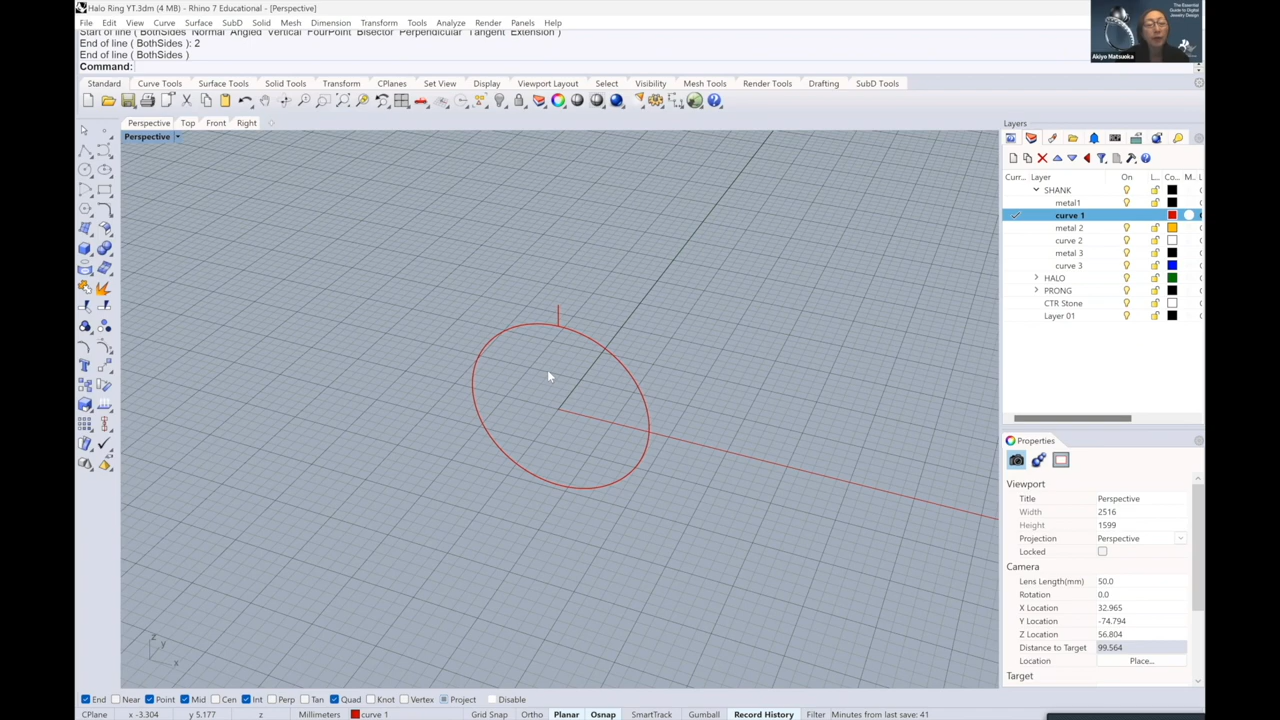 Halo Ring YT.3dm (4 MB) - Rhino 7 Educational - [Perspective]
File Edit View Curve Surface SubD Solid Mesh Dimension Transform Tools Analyze Render Panels Help
Start of line ( BothSides Normal Angled Vertical FourPoint Bisector Perpendicular Tangent Extension )
End of line ( BothSides ): 2
End of line ( BothSides )
Command:
The Essential Guide to Digital Jewelry Design
Akiyo Matsuoka
Standard Curve Tools Surface Tools Solid Tools Transform CPlanes Set View Display Viewport Layout Select Visibility Mesh Tools Render Tools Drafting SubD Tools
Perspective Top Front Right
Perspective
Layers
Curr... Layer On L... Co... M... L
SHANK
metal1
curve 1
metal 2
curve 2
metal 3
curve 3
HALO
PRONG
CTR Stone
Layer 01
Properties
Viewport
Title Perspective
Width 2516
Height 1599
Projection Perspective
Locked
Camera
Lens Length(mm) 50.0
Rotation 0.0
X Location 32.965
Y Location -74.794
Z Location 56.804
Distance to Target 99.564
Location Place...
Target
z y x
End Near Point Mid Cen Int Perp Tan Quad Knot Vertex Project Disable
CPlane x -3.304 y 5.177 z Millimeters curve 1 Grid Snap Ortho Planar Osnap SmartTrack Gumball Record History Filter Minutes from last save: 41